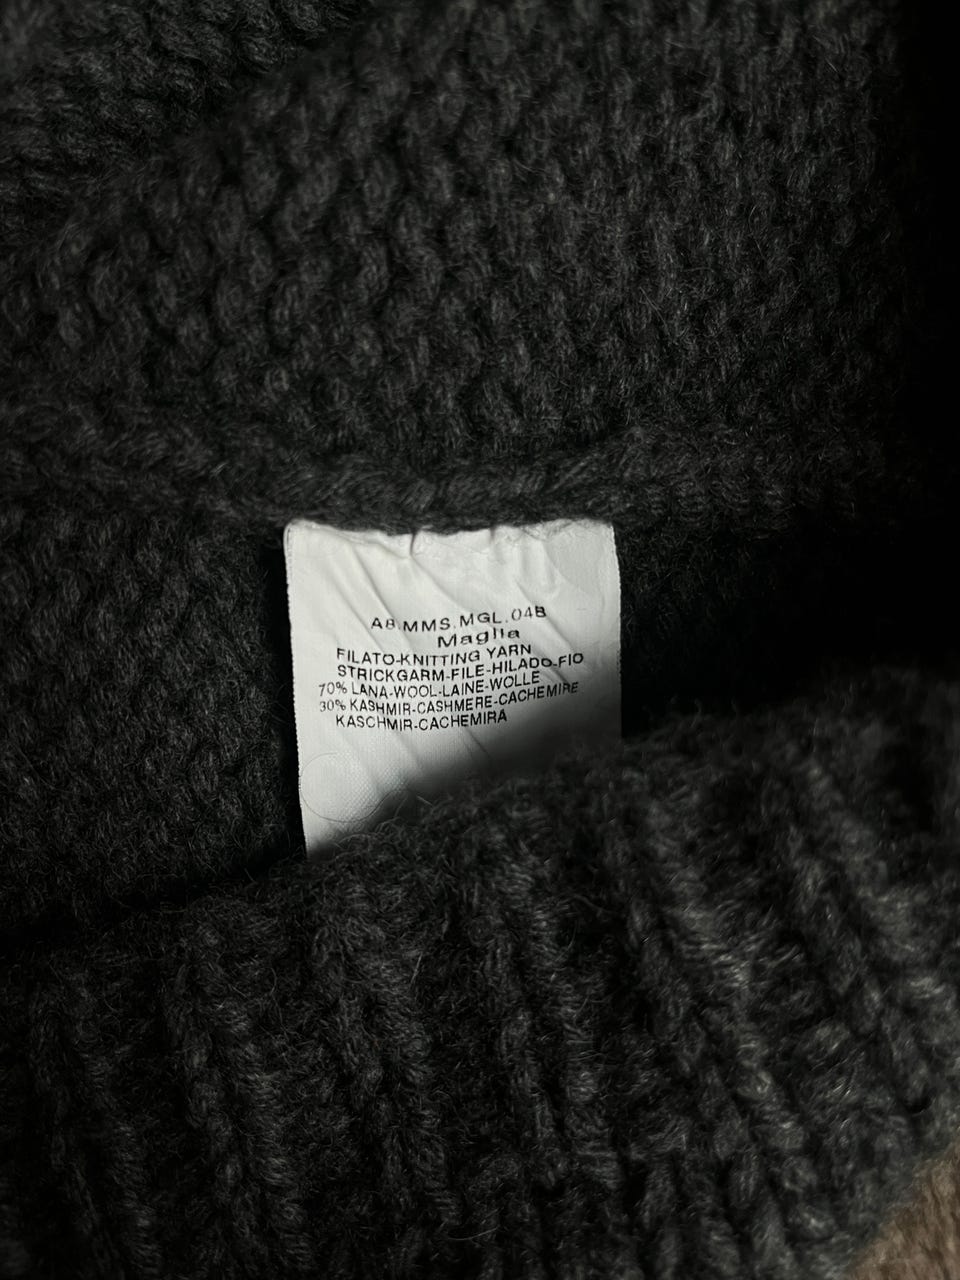 A8.MMS.MGL.04B
Maglia
FILATO-KNITTING YARN
STRICKGARM-FILE-HILADO-FIO
70% LANA-WOOL-LAINE-WOLLE
30% KASHMIR-CASHMERE-CACHEMIRE
KASCHMIR-CACHEMIRA